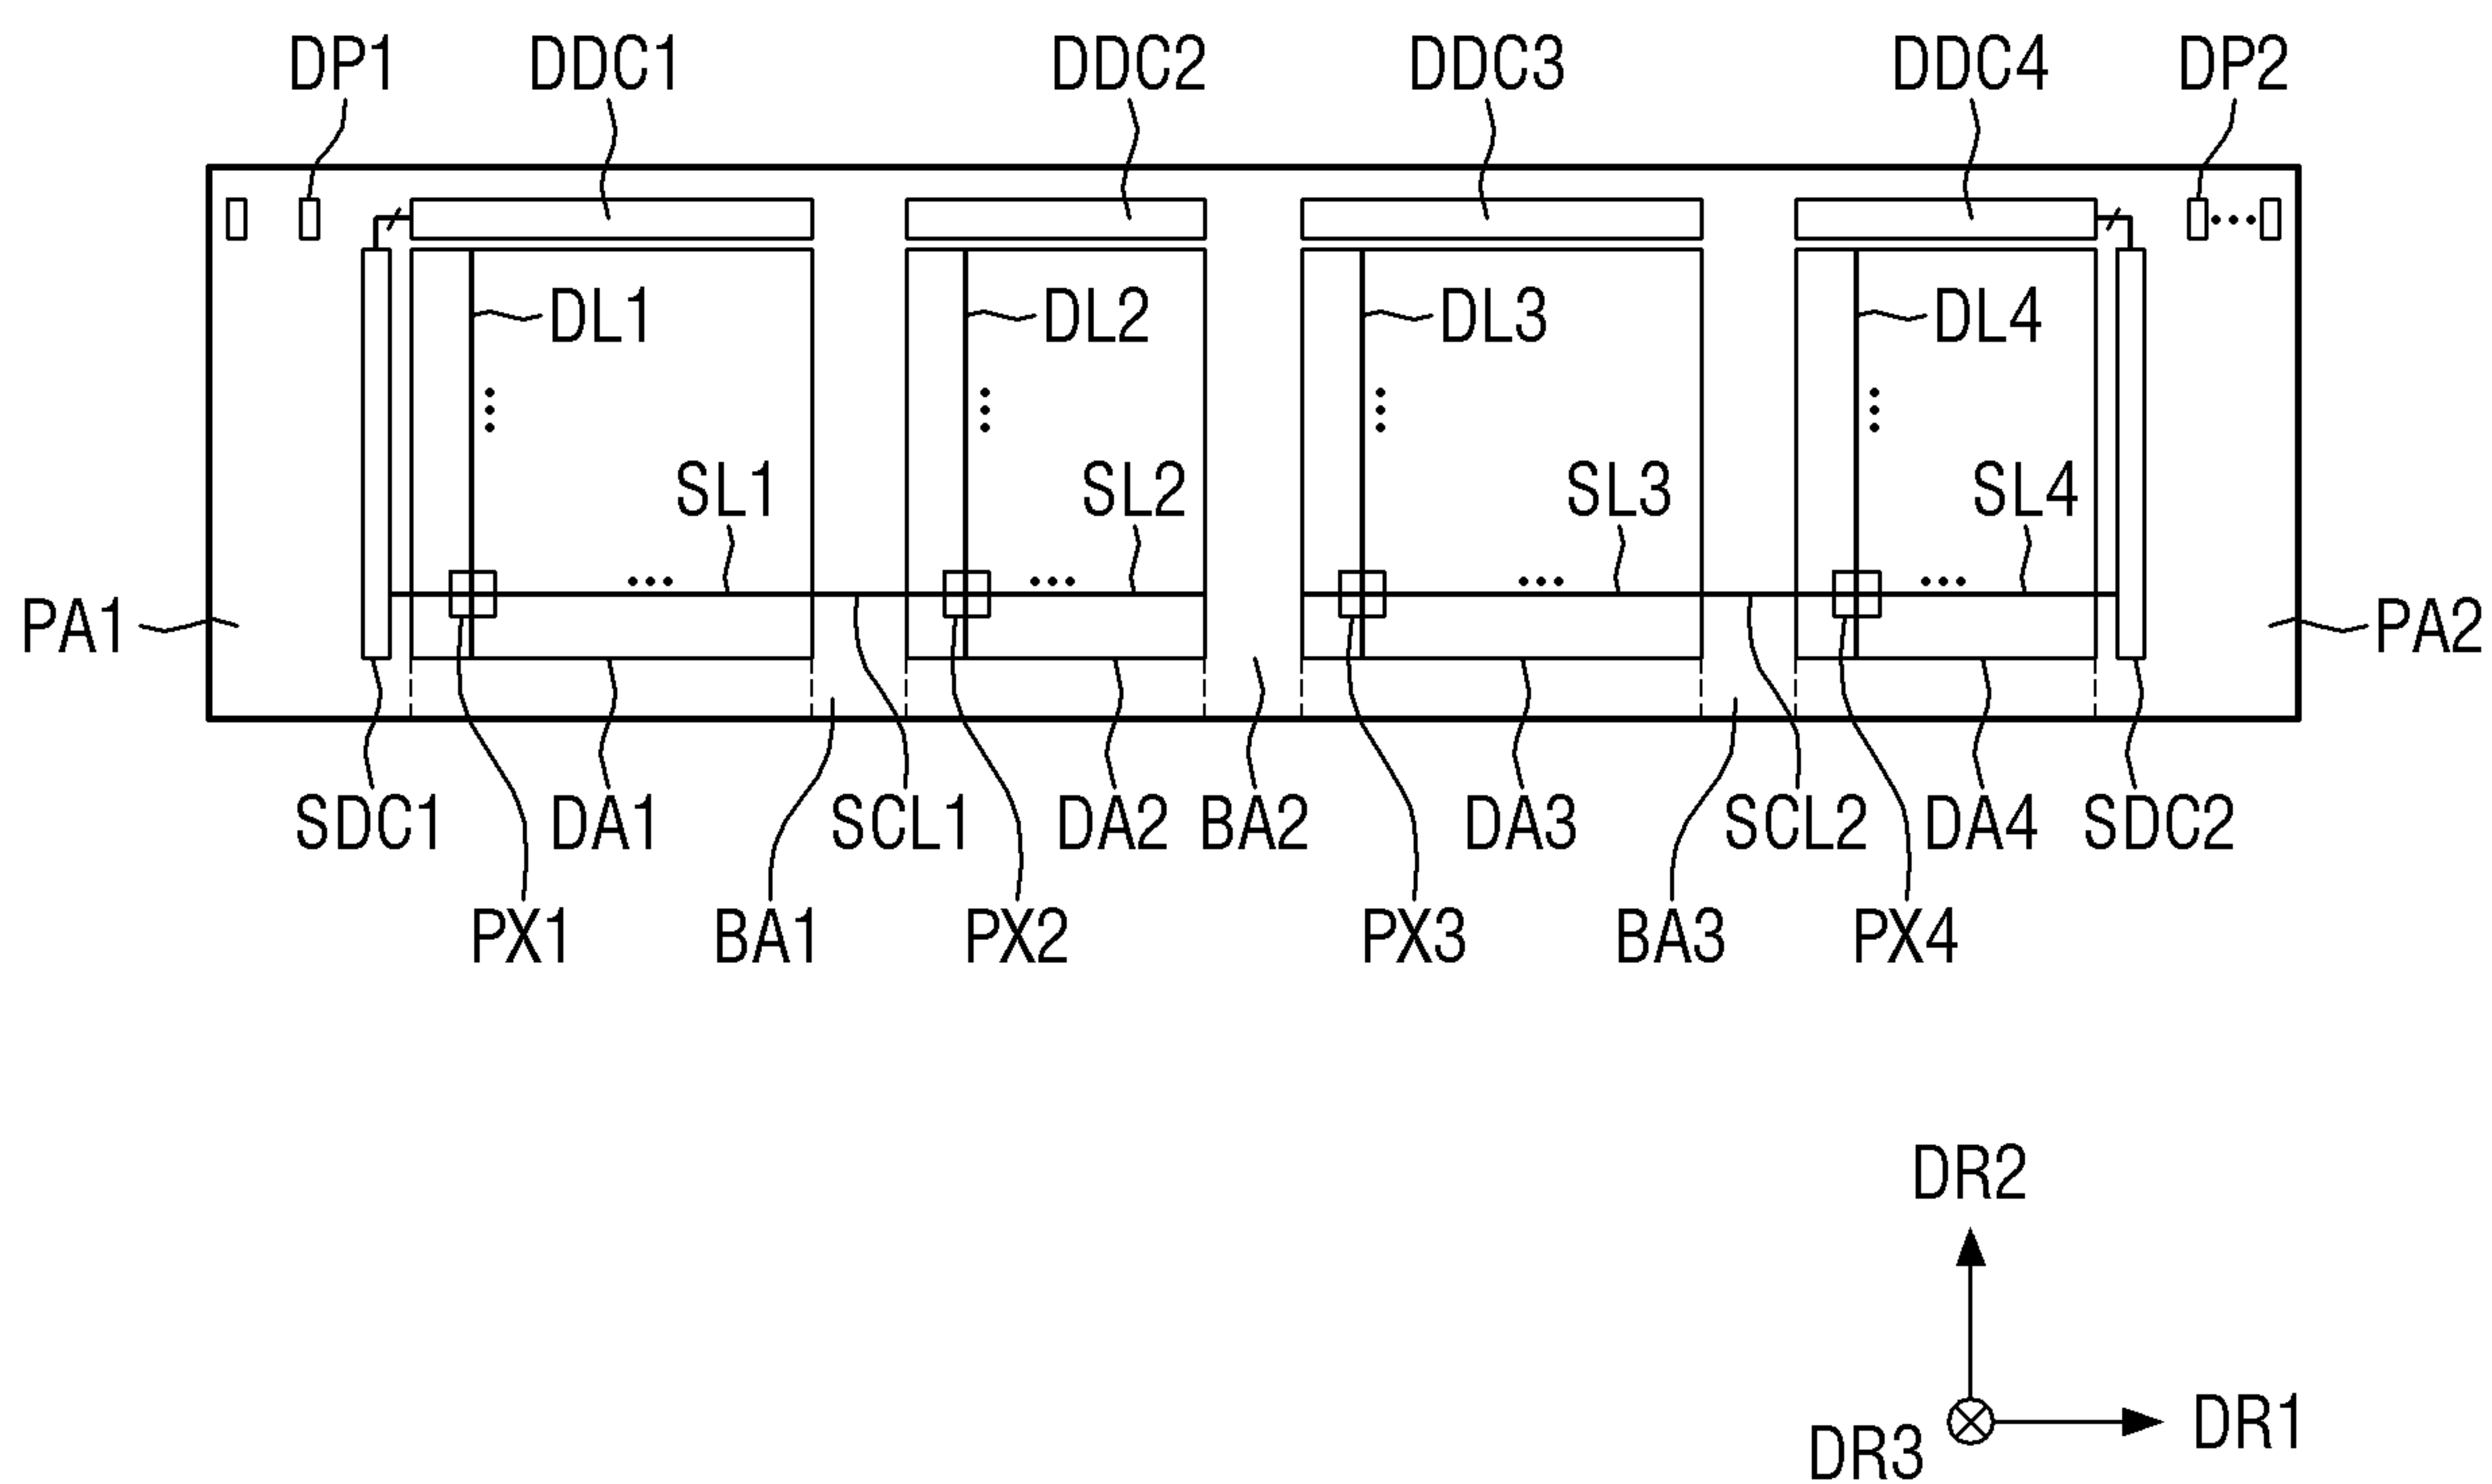 DP1 DDC1 DDC2 DDC3 DDC4 DP2
DL1 DL2 DL3 DL4
SL1 SL2 SL3 SL4
PA1 PA2
SDC1 DA1 SCL1 DA2 BA2 DA3 SCL2 DA4 SDC2
PX1 BA1 PX2 PX3 BA3 PX4
DR2
DR1
DR3